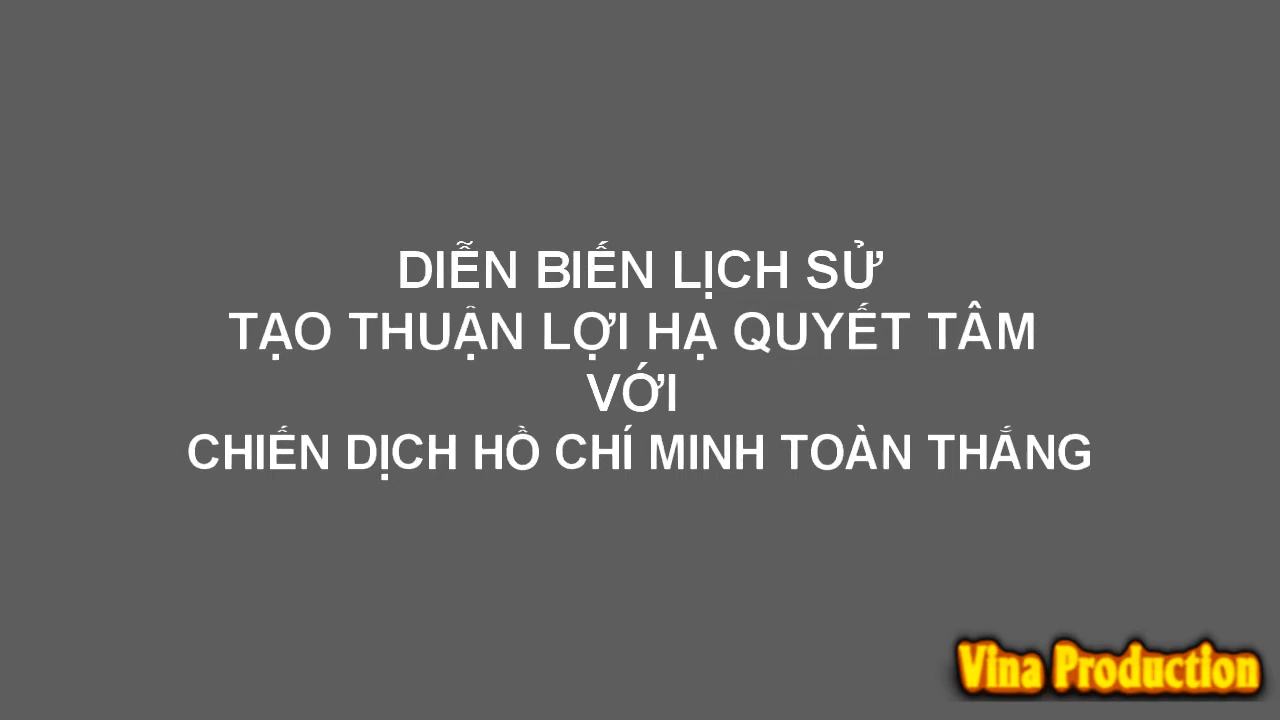 DIỄN BIẾN LỊCH SỬ
TẠO THUẬN LỢI HẠ QUYẾT TÂM
VỚI
CHIẾN DỊCH HỒ CHÍ MINH TOÀN THẮNG
Vina Production